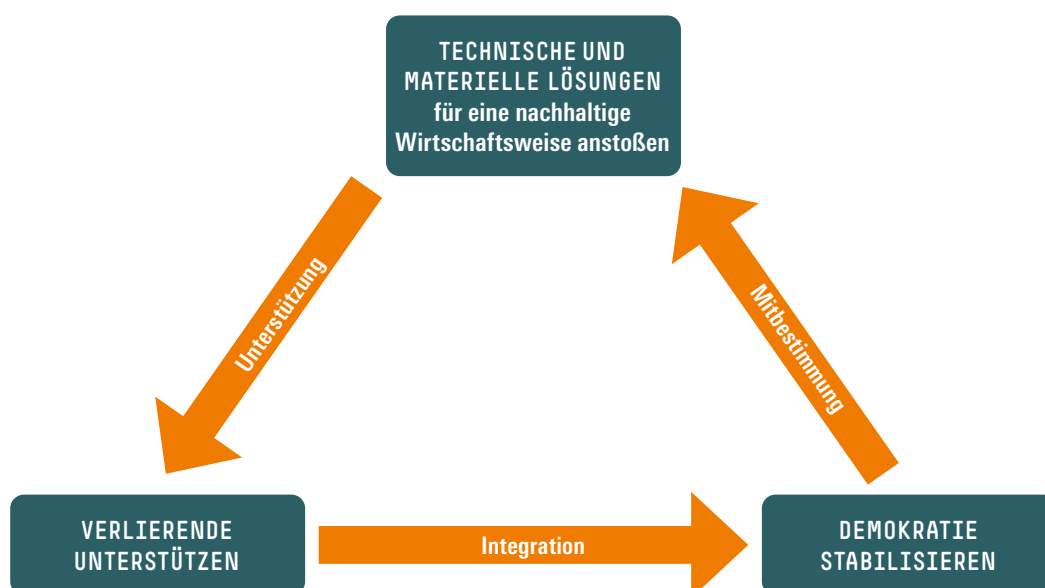 TECHNISCHE UND
MATERIELLE LÖSUNGEN
für eine nachhaltige
Wirtschaftsweise anstoßen
Unterstützung
Mitbestimmung
VERLIERENDE
UNTERSTÜTZEN
Integration
DEMOKRATIE
STABILISIEREN